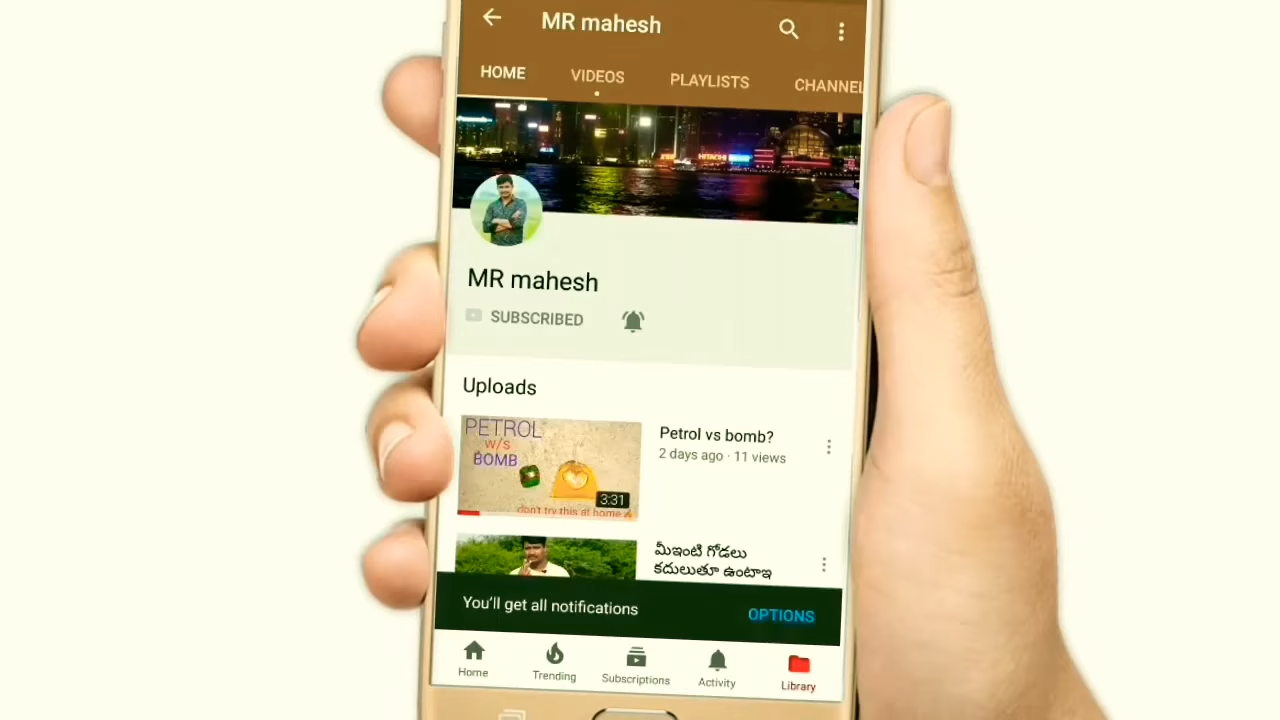 MR mahesh
HOME VIDEOS PLAYLISTS CHANNEL
HITACHI
MR mahesh
SUBSCRIBED
Uploads
PETROL
w/s
BOMB
3:31
don't try this at home
Petrol vs bomb?
2 days ago · 11 views
మీఇంటి గోడలు
కదులుతూ ఉంటాఇ
You'll get all notifications OPTIONS
Home Trending Subscriptions Activity Library